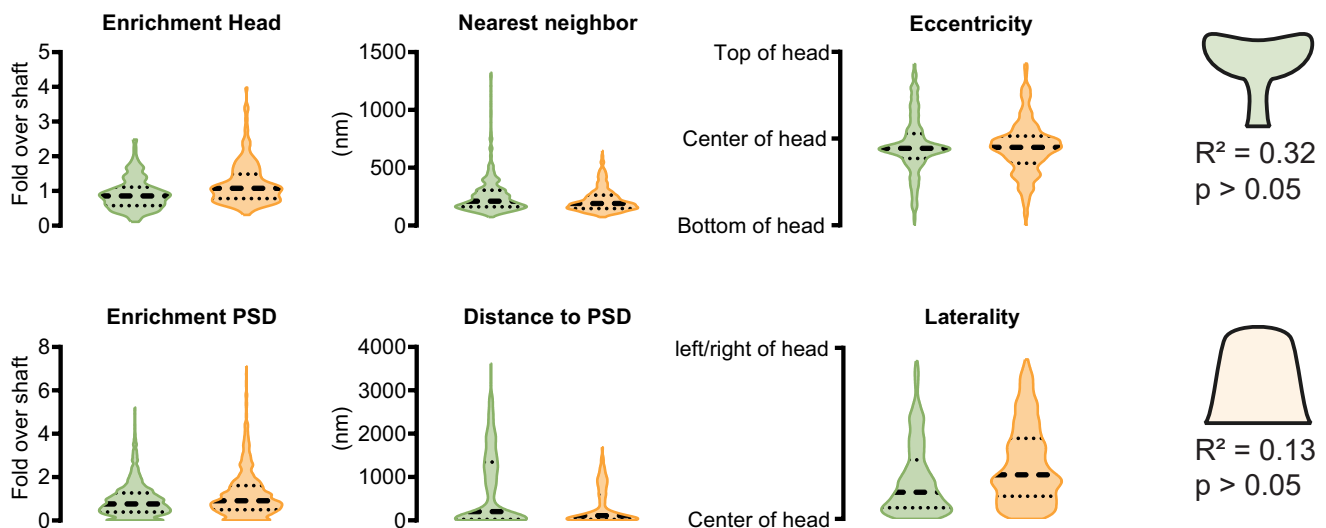 Enrichment Head
Fold over shaft
5
4
3
2
1
0
Nearest neighbor
(nm)
1500
1000
500
0
Eccentricity
Top of head
Center of head
Bottom of head
R² = 0.32
p > 0.05
Enrichment PSD
Fold over shaft
8
6
4
2
0
Distance to PSD
(nm)
4000
3000
2000
1000
0
Laterality
left/right of head
Center of head
R² = 0.13
p > 0.05